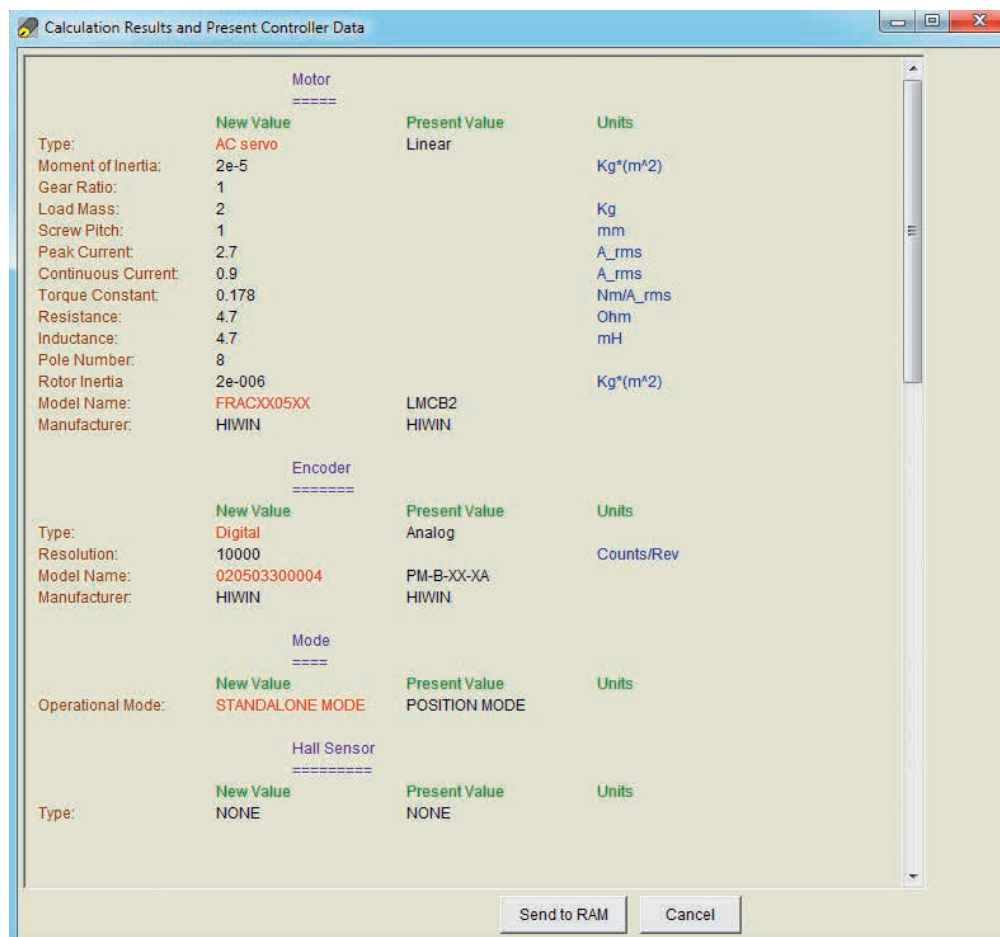 Calculation Results and Present Controller Data
Motor
=====
New Value Present Value Units
Type: AC servo Linear
Moment of Inertia: 2e-5 Kg*(m^2)
Gear Ratio: 1
Load Mass: 2 Kg
Screw Pitch: 1 mm
Peak Current: 2.7 A_rms
Continuous Current: 0.9 A_rms
Torque Constant: 0.178 Nm/A_rms
Resistance: 4.7 Ohm
Inductance: 4.7 mH
Pole Number: 8
Rotor Inertia 2e-006 Kg*(m^2)
Model Name: FRACXX05XX LMCB2
Manufacturer: HIWIN HIWIN
Encoder
=======
New Value Present Value Units
Type: Digital Analog
Resolution: 10000 Counts/Rev
Model Name: 020503300004 PM-B-XX-XA
Manufacturer: HIWIN HIWIN
Mode
====
New Value Present Value Units
Operational Mode: STANDALONE MODE POSITION MODE
Hall Sensor
=========
New Value Present Value Units
Type: NONE NONE
Send to RAM Cancel